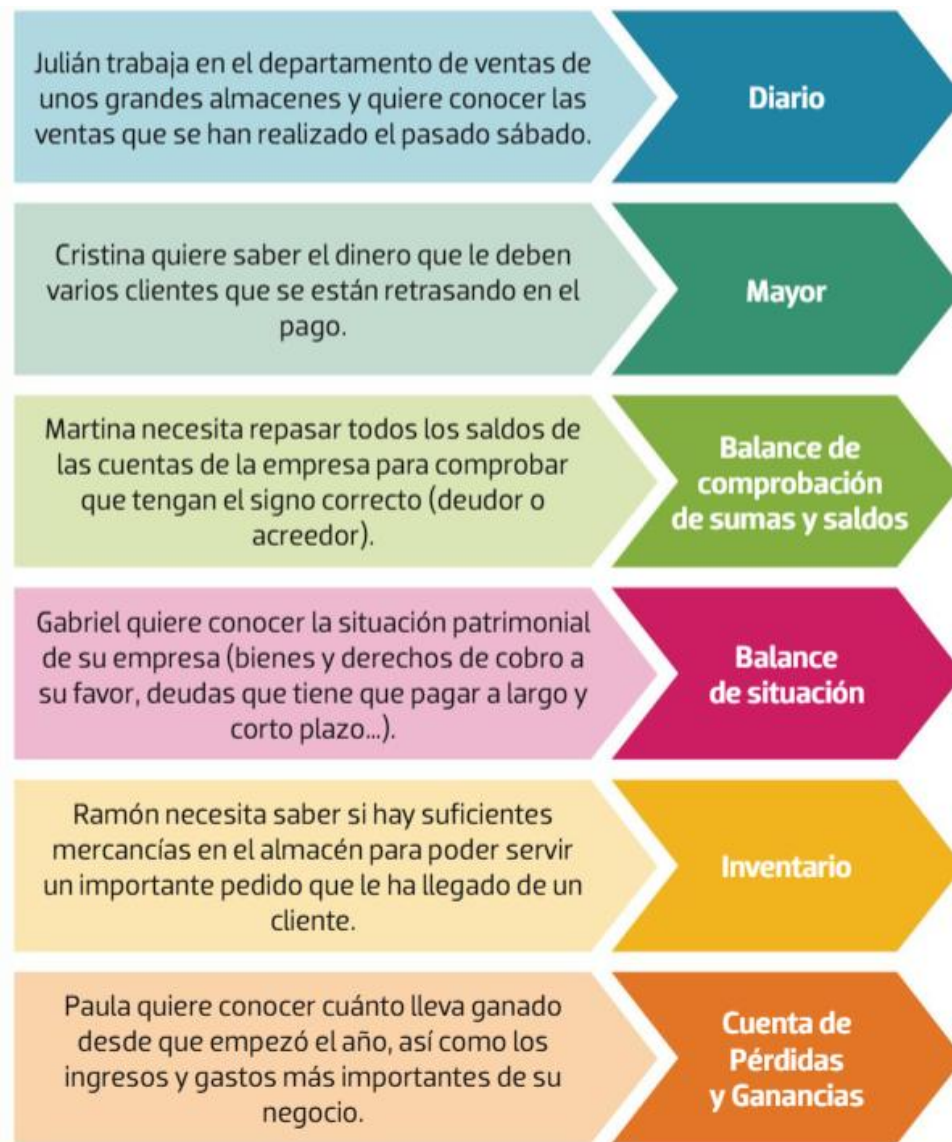 Julián trabaja en el departamento de ventas de
unos grandes almacenes y quiere conocer las
ventas que se han realizado el pasado sábado.
Diario
Cristina quiere saber el dinero que le deben
varios clientes que se están retrasando en el
pago.
Mayor
Martina necesita repasar todos los saldos de
las cuentas de la empresa para comprobar
que tengan el signo correcto (deudor o
acreedor).
Balance de
comprobación
de sumas y saldos
Gabriel quiere conocer la situación patrimonial
de su empresa (bienes y derechos de cobro a
su favor, deudas que tiene que pagar a largo y
corto plazo...).
Balance
de situación
Ramón necesita saber si hay suficientes
mercancías en el almacén para poder servir
un importante pedido que le ha llegado de un
cliente.
Inventario
Paula quiere conocer cuánto lleva ganado
desde que empezó el año, así como los
ingresos y gastos más importantes de su
negocio.
Cuenta de
Pérdidas
y Ganancias